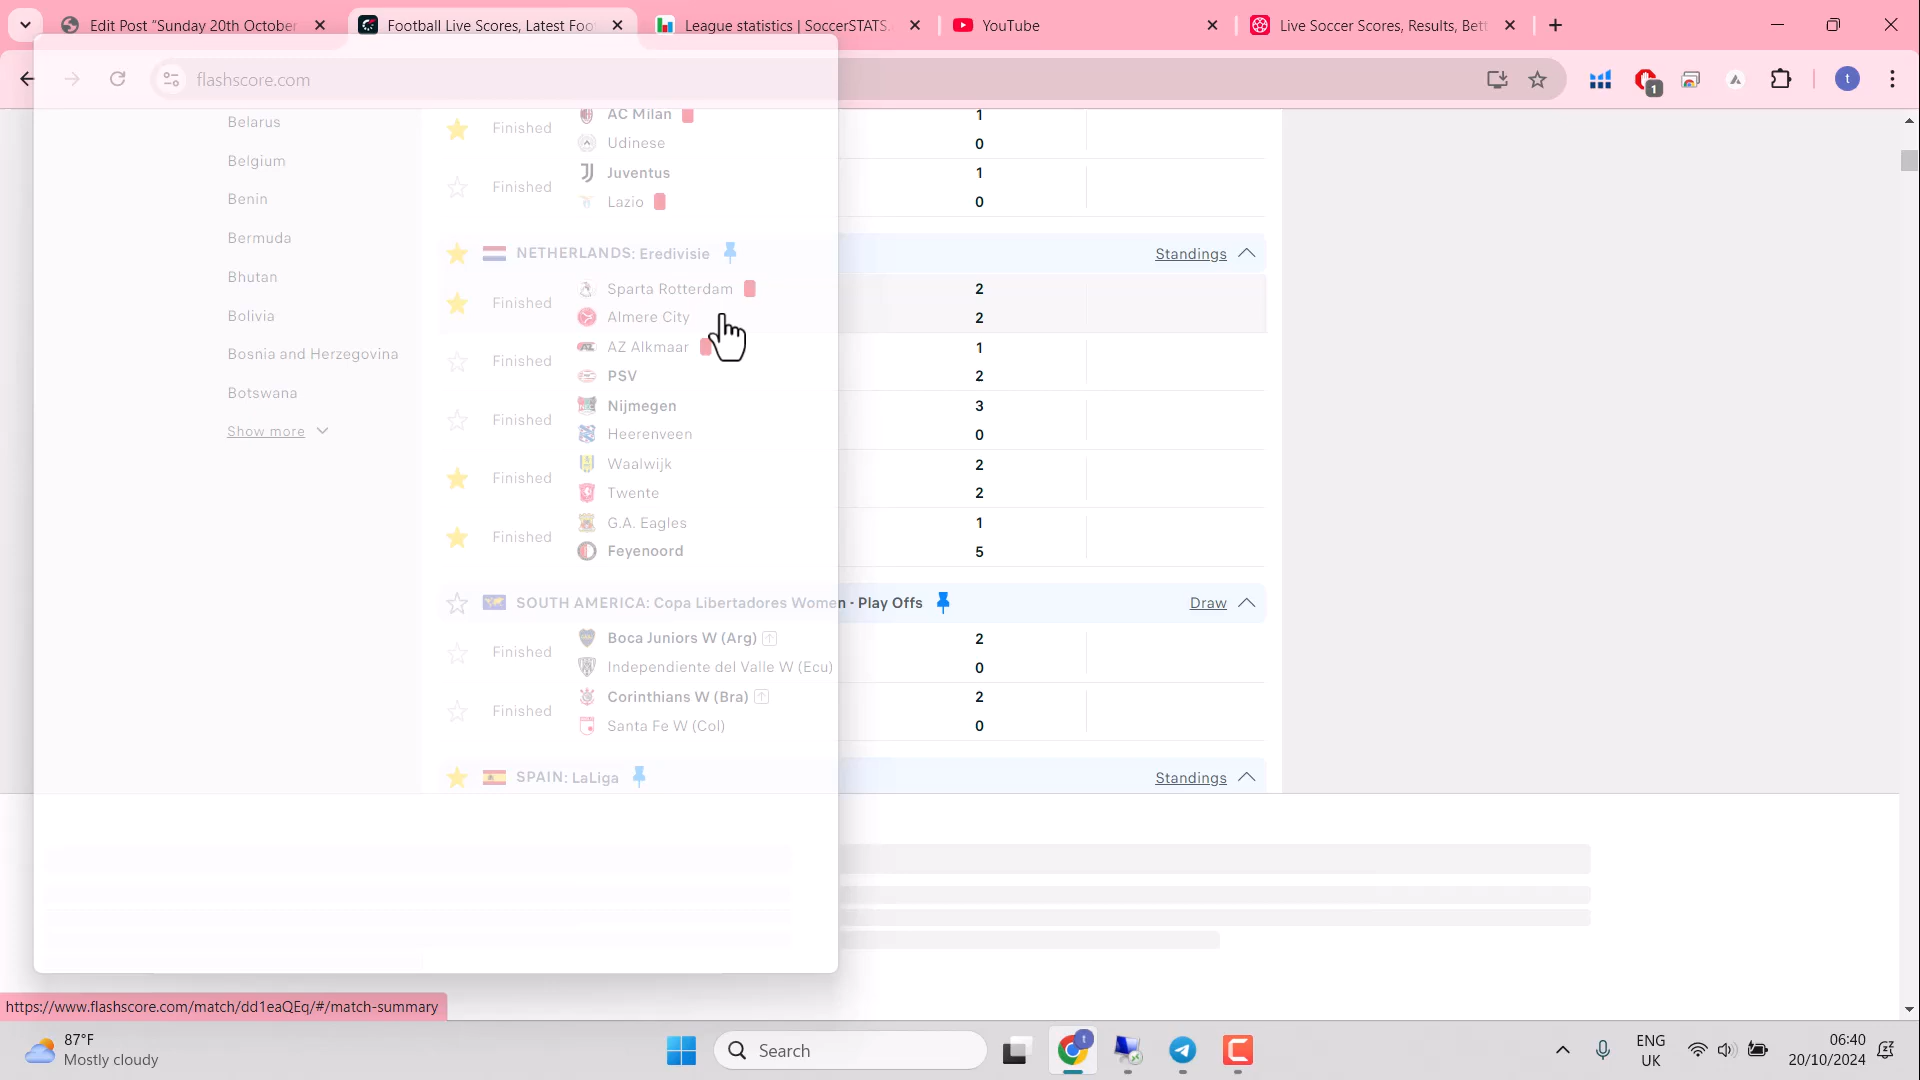 Edit Post "Sunday 20th October
Football Live Scores, Latest Foo
League statistics | SoccerSTATS.
YouTube
Live Soccer Scores, Results, Bett
flashscore.com
1
t
Belarus
Belgium
Benin
Bermuda
Bhutan
Bolivia
Bosnia and Herzegovina
Botswana
Show more
Finished AC Milan 1
Udinese 0
Finished Juventus 1
Lazio 0
NETHERLANDS: Eredivisie Standings
Finished Sparta Rotterdam 2
Almere City 2
Finished AZ Alkmaar 1
PSV 2
Finished Nijmegen 3
Heerenveen 0
Finished Waalwijk 2
Twente 2
Finished G.A. Eagles 1
Feyenoord 5
SOUTH AMERICA: Copa Libertadores Women - Play Offs Draw
Finished Boca Juniors W (Arg) 2
Independiente del Valle W (Ecu) 0
Finished Corinthians W (Bra) 2
Santa Fe W (Col) 0
SPAIN: LaLiga Standings
https://www.flashscore.com/match/dd1eaQEq/#/match-summary
87°F
Mostly cloudy
Search
t
ENG
UK
06:40
20/10/2024